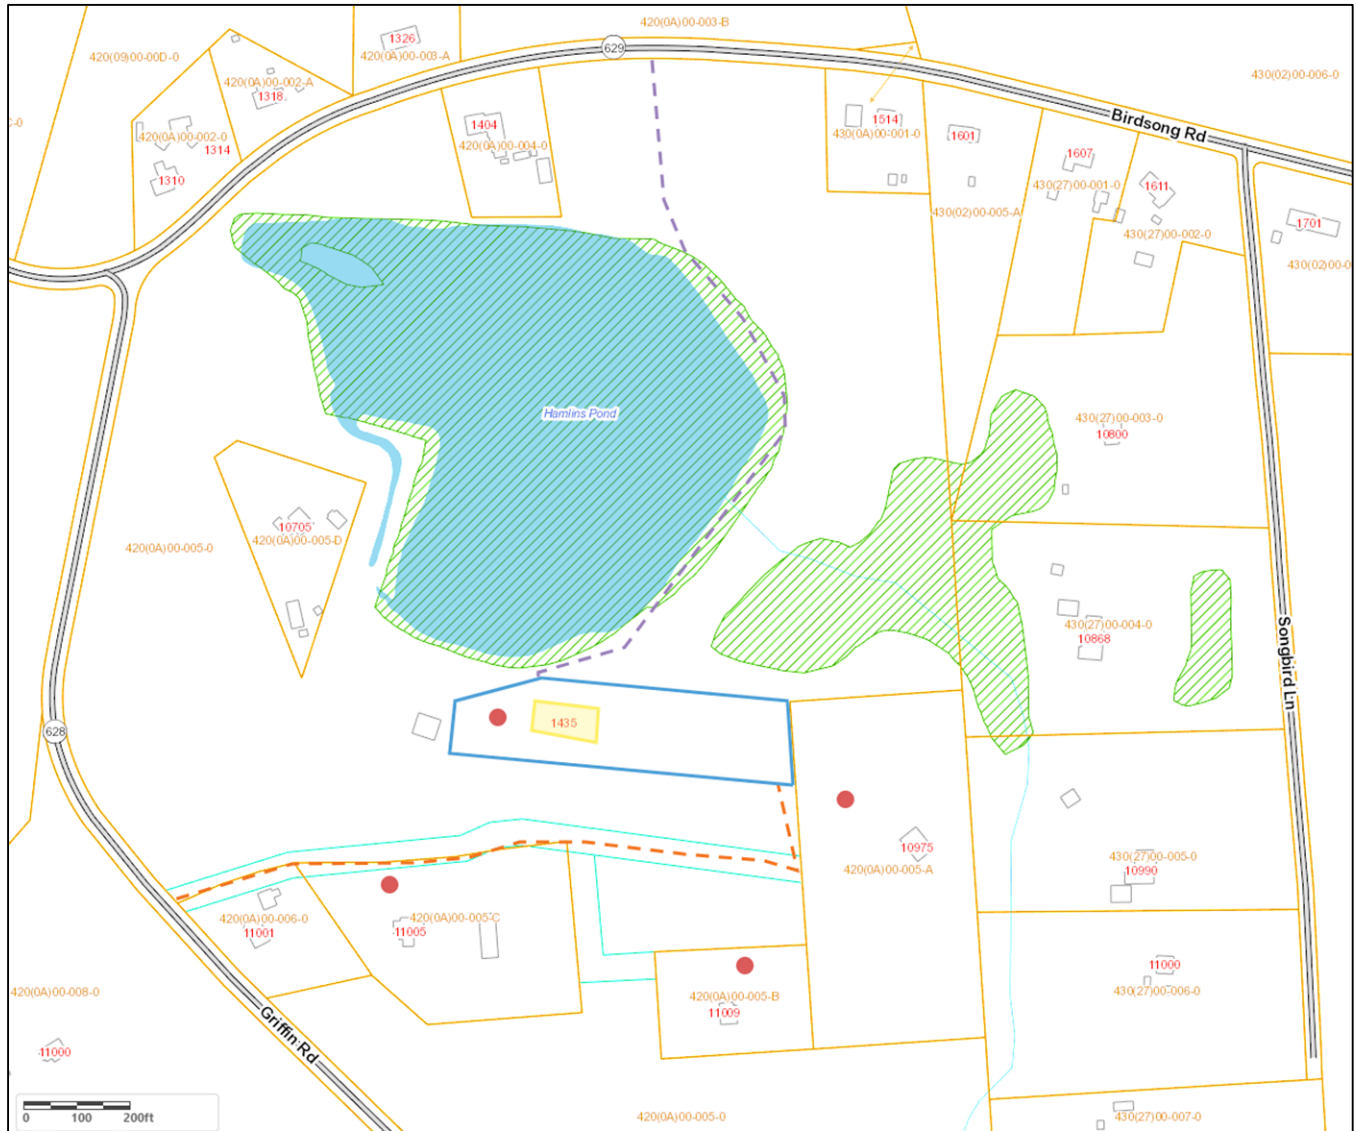 420(0A)00-003-B
1326
629
420(09)00-00D-0
420(0A)00-003-A
430(02)00-006-0
420(0A)00-002-A
1318
1404
1514
Birdsong Rd
430(0A)00-001-0
1601
420(0A)00-002-0
1314
420(0A)00-004-0
1607
1310
430(27)00-001-0
1611
430(02)00-005-A
1701
430(27)00-002-0
430(02)00-0
Hamlins Pond
430(27)00-003-0
10800
10705
420(0A)00-005-D
420(0A)00-005-0
430(27)00-004-0
10868
Songbird Ln
1435
628
10975
420(0A)00-005-A
430(27)00-005-0
10990
420(0A)00-006-0
11001
420(0A)00-005-C
11005
11000
430(27)00-006-0
420(0A)00-008-0
420(0A)00-005-B
11009
Griffin Rd
11000
0 100 200ft
420(0A)00-005-0
430(27)00-007-0